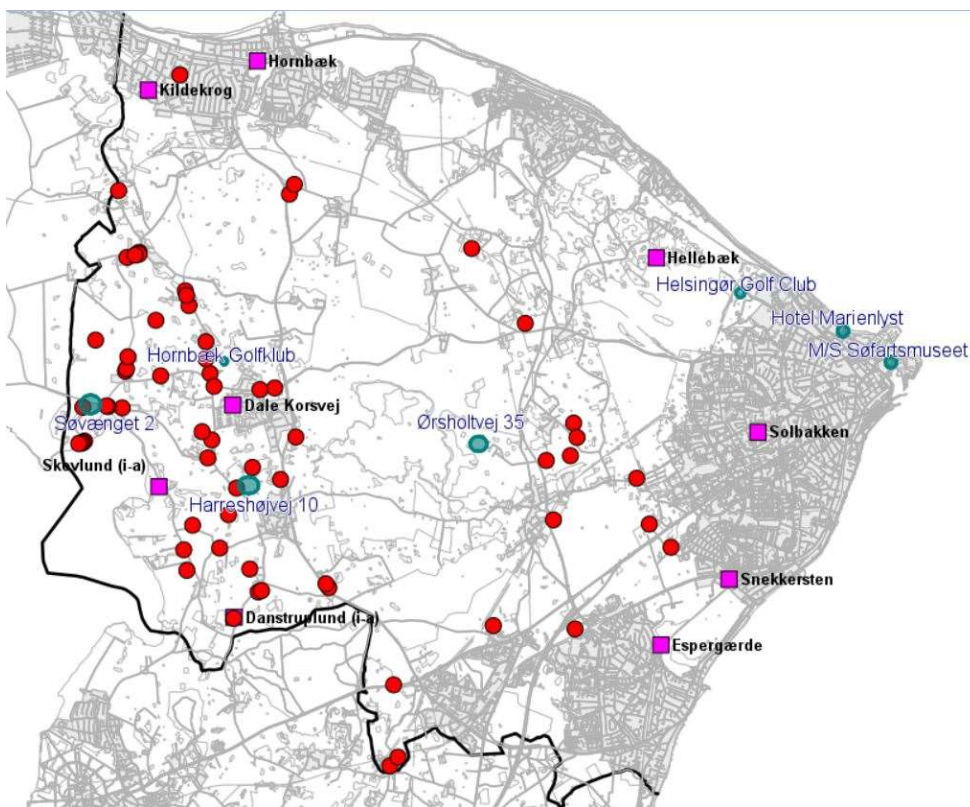 Hornbæk
Kildekrog
Hellebæk
Helsingør Golf Club
Hotel Marienlyst
M/S Søfartsmuseet
Hornbæk Golfklub
Dale Korsvej
Søvænget 2
Ørsholtvej 35
Solbakken
Skovlund (i-a)
Harreshøjvej 10
Snekkersten
Danstruplund (i-a)
Espergærde